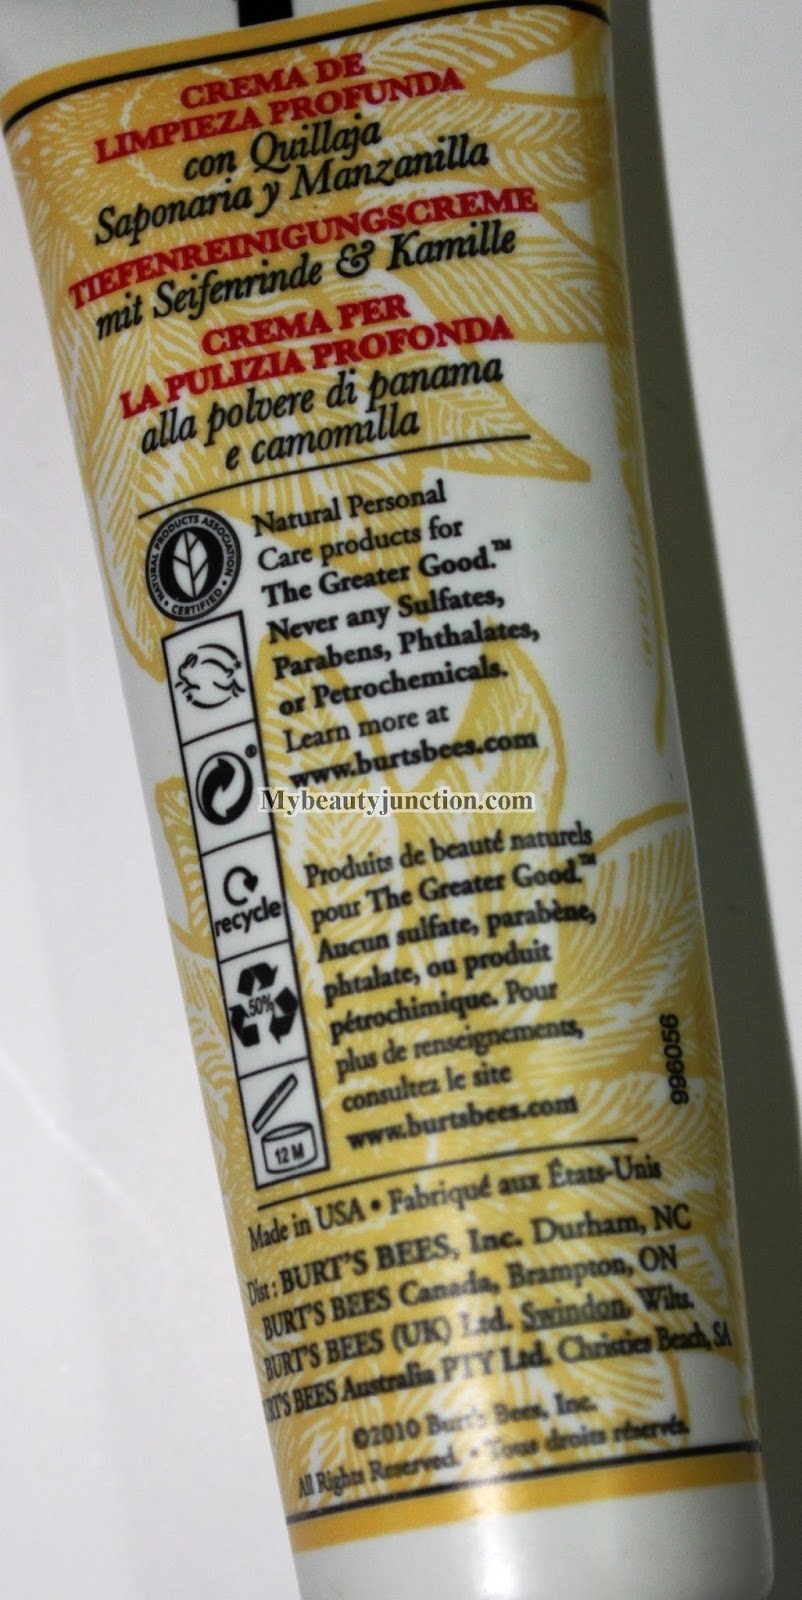 CREMA DE
LIMPIEZA PROFUNDA
con Quillaja
Saponaria y Manzanilla
TIEFENREINIGUNGSCREME
mit Seifenrinde & Kamille
CREMA PER
LA PULIZIA PROFONDA
alla polvere di panama
e camomilla
NATURAL PRODUCTS ASSOCIATION
• CERTIFIED •
Natural Personal
Care products for
The Greater Good.™
Never any Sulfates,
Parabens, Phthalates,
or Petrochemicals.
Learn more at
www.burtsbees.com
®
recycle
50%
12 M
Mybeautyjunction.com
Produits de beauté naturels
pour The Greater Good.™
Aucun sulfate, parabène,
phtalate, ou produit
pétrochimique. Pour
plus de renseignements,
consultez le site
www.burtsbees.com
996056
Made in USA • Fabriqué aux États-Unis
Dist : BURT'S BEES, Inc. Durham, NC
BURT'S BEES Canada, Brampton, ON
BURT'S BEES (UK) Ltd. Swindon, Wilts.
RT'S BEES Australia PTY Ltd. Christies Beach, SA
©2010 Burt's Bees, Inc.
All Rights Reserved. • Tous droits réservés.